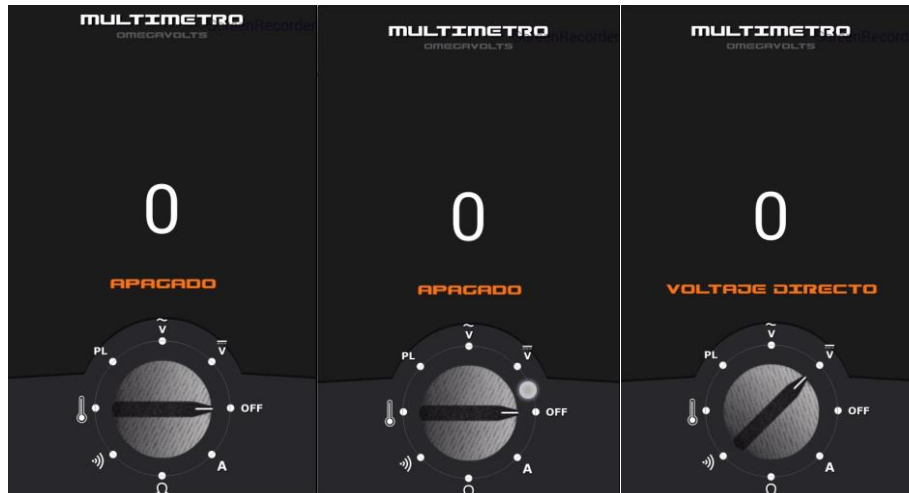 MULTIMETRO
OMEGAVOLTS
0
APAGADO
V
PL
V
OFF
A
Ω
MULTIMETRO
OMEGAVOLTS
ScreenRecorder
0
APAGADO
V
PL
V
OFF
A
Ω
MULTIMETRO
OMEGAVOLTS
0
VOLTAJE DIRECTO
V
PL
V
OFF
A
Ω